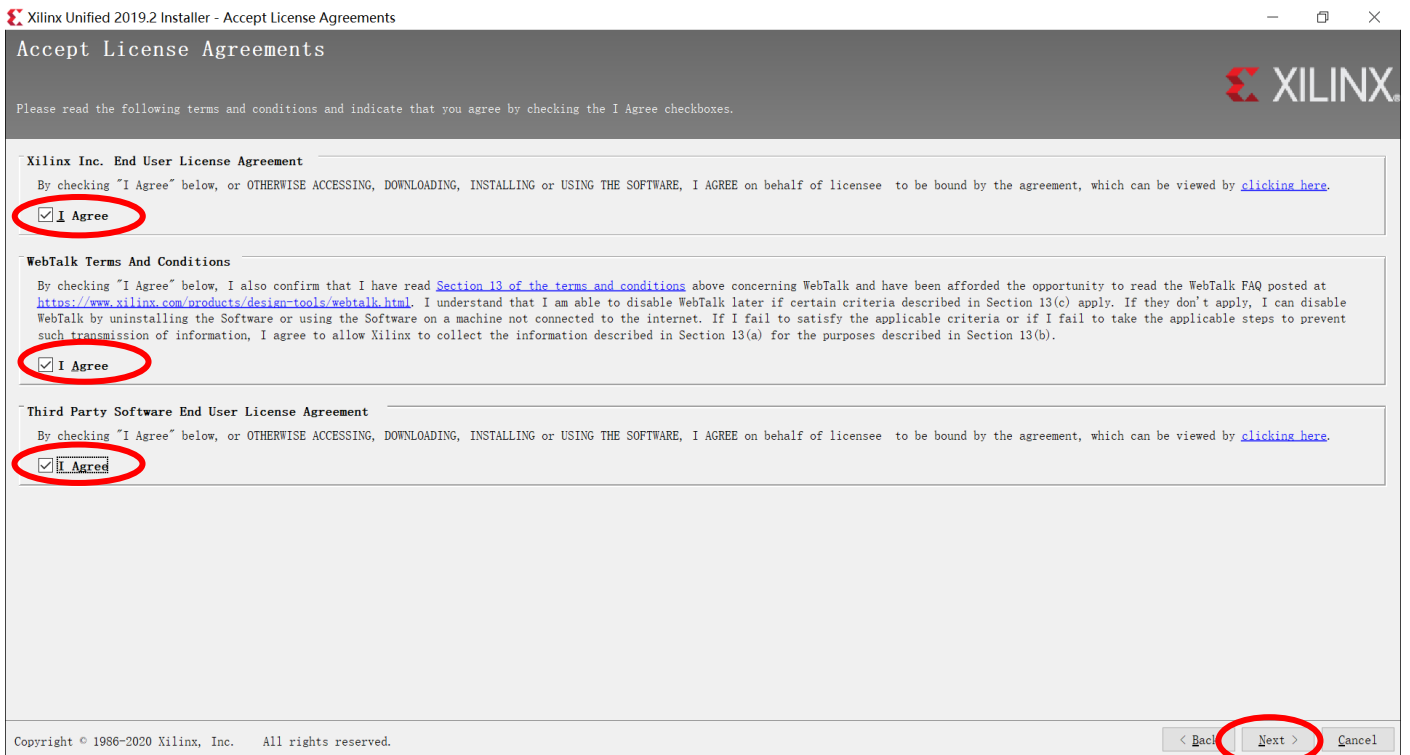 Xilinx Unified 2019.2 Installer - Accept License Agreements
Accept License Agreements
XILINX.
Please read the following terms and conditions and indicate that you agree by checking the I Agree checkboxes.
Xilinx Inc. End User License Agreement
By checking "I Agree" below, or OTHERWISE ACCESSING, DOWNLOADING, INSTALLING or USING THE SOFTWARE, I AGREE on behalf of licensee to be bound by the agreement, which can be viewed by clicking here.
I Agree
WebTalk Terms And Conditions
By checking "I Agree" below, I also confirm that I have read Section 13 of the terms and conditions above concerning WebTalk and have been afforded the opportunity to read the WebTalk FAQ posted at
https://www.xilinx.com/products/design-tools/webtalk.html. I understand that I am able to disable WebTalk later if certain criteria described in Section 13(c) apply. If they don't apply, I can disable
WebTalk by uninstalling the Software or using the Software on a machine not connected to the internet. If I fail to satisfy the applicable criteria or if I fail to take the applicable steps to prevent
such transmission of information, I agree to allow Xilinx to collect the information described in Section 13(a) for the purposes described in Section 13(b).
I Agree
Third Party Software End User License Agreement
By checking "I Agree" below, or OTHERWISE ACCESSING, DOWNLOADING, INSTALLING or USING THE SOFTWARE, I AGREE on behalf of licensee to be bound by the agreement, which can be viewed by clicking here.
I Agree
Copyright © 1986-2020 Xilinx, Inc. All rights reserved.
< Back Next > Cancel